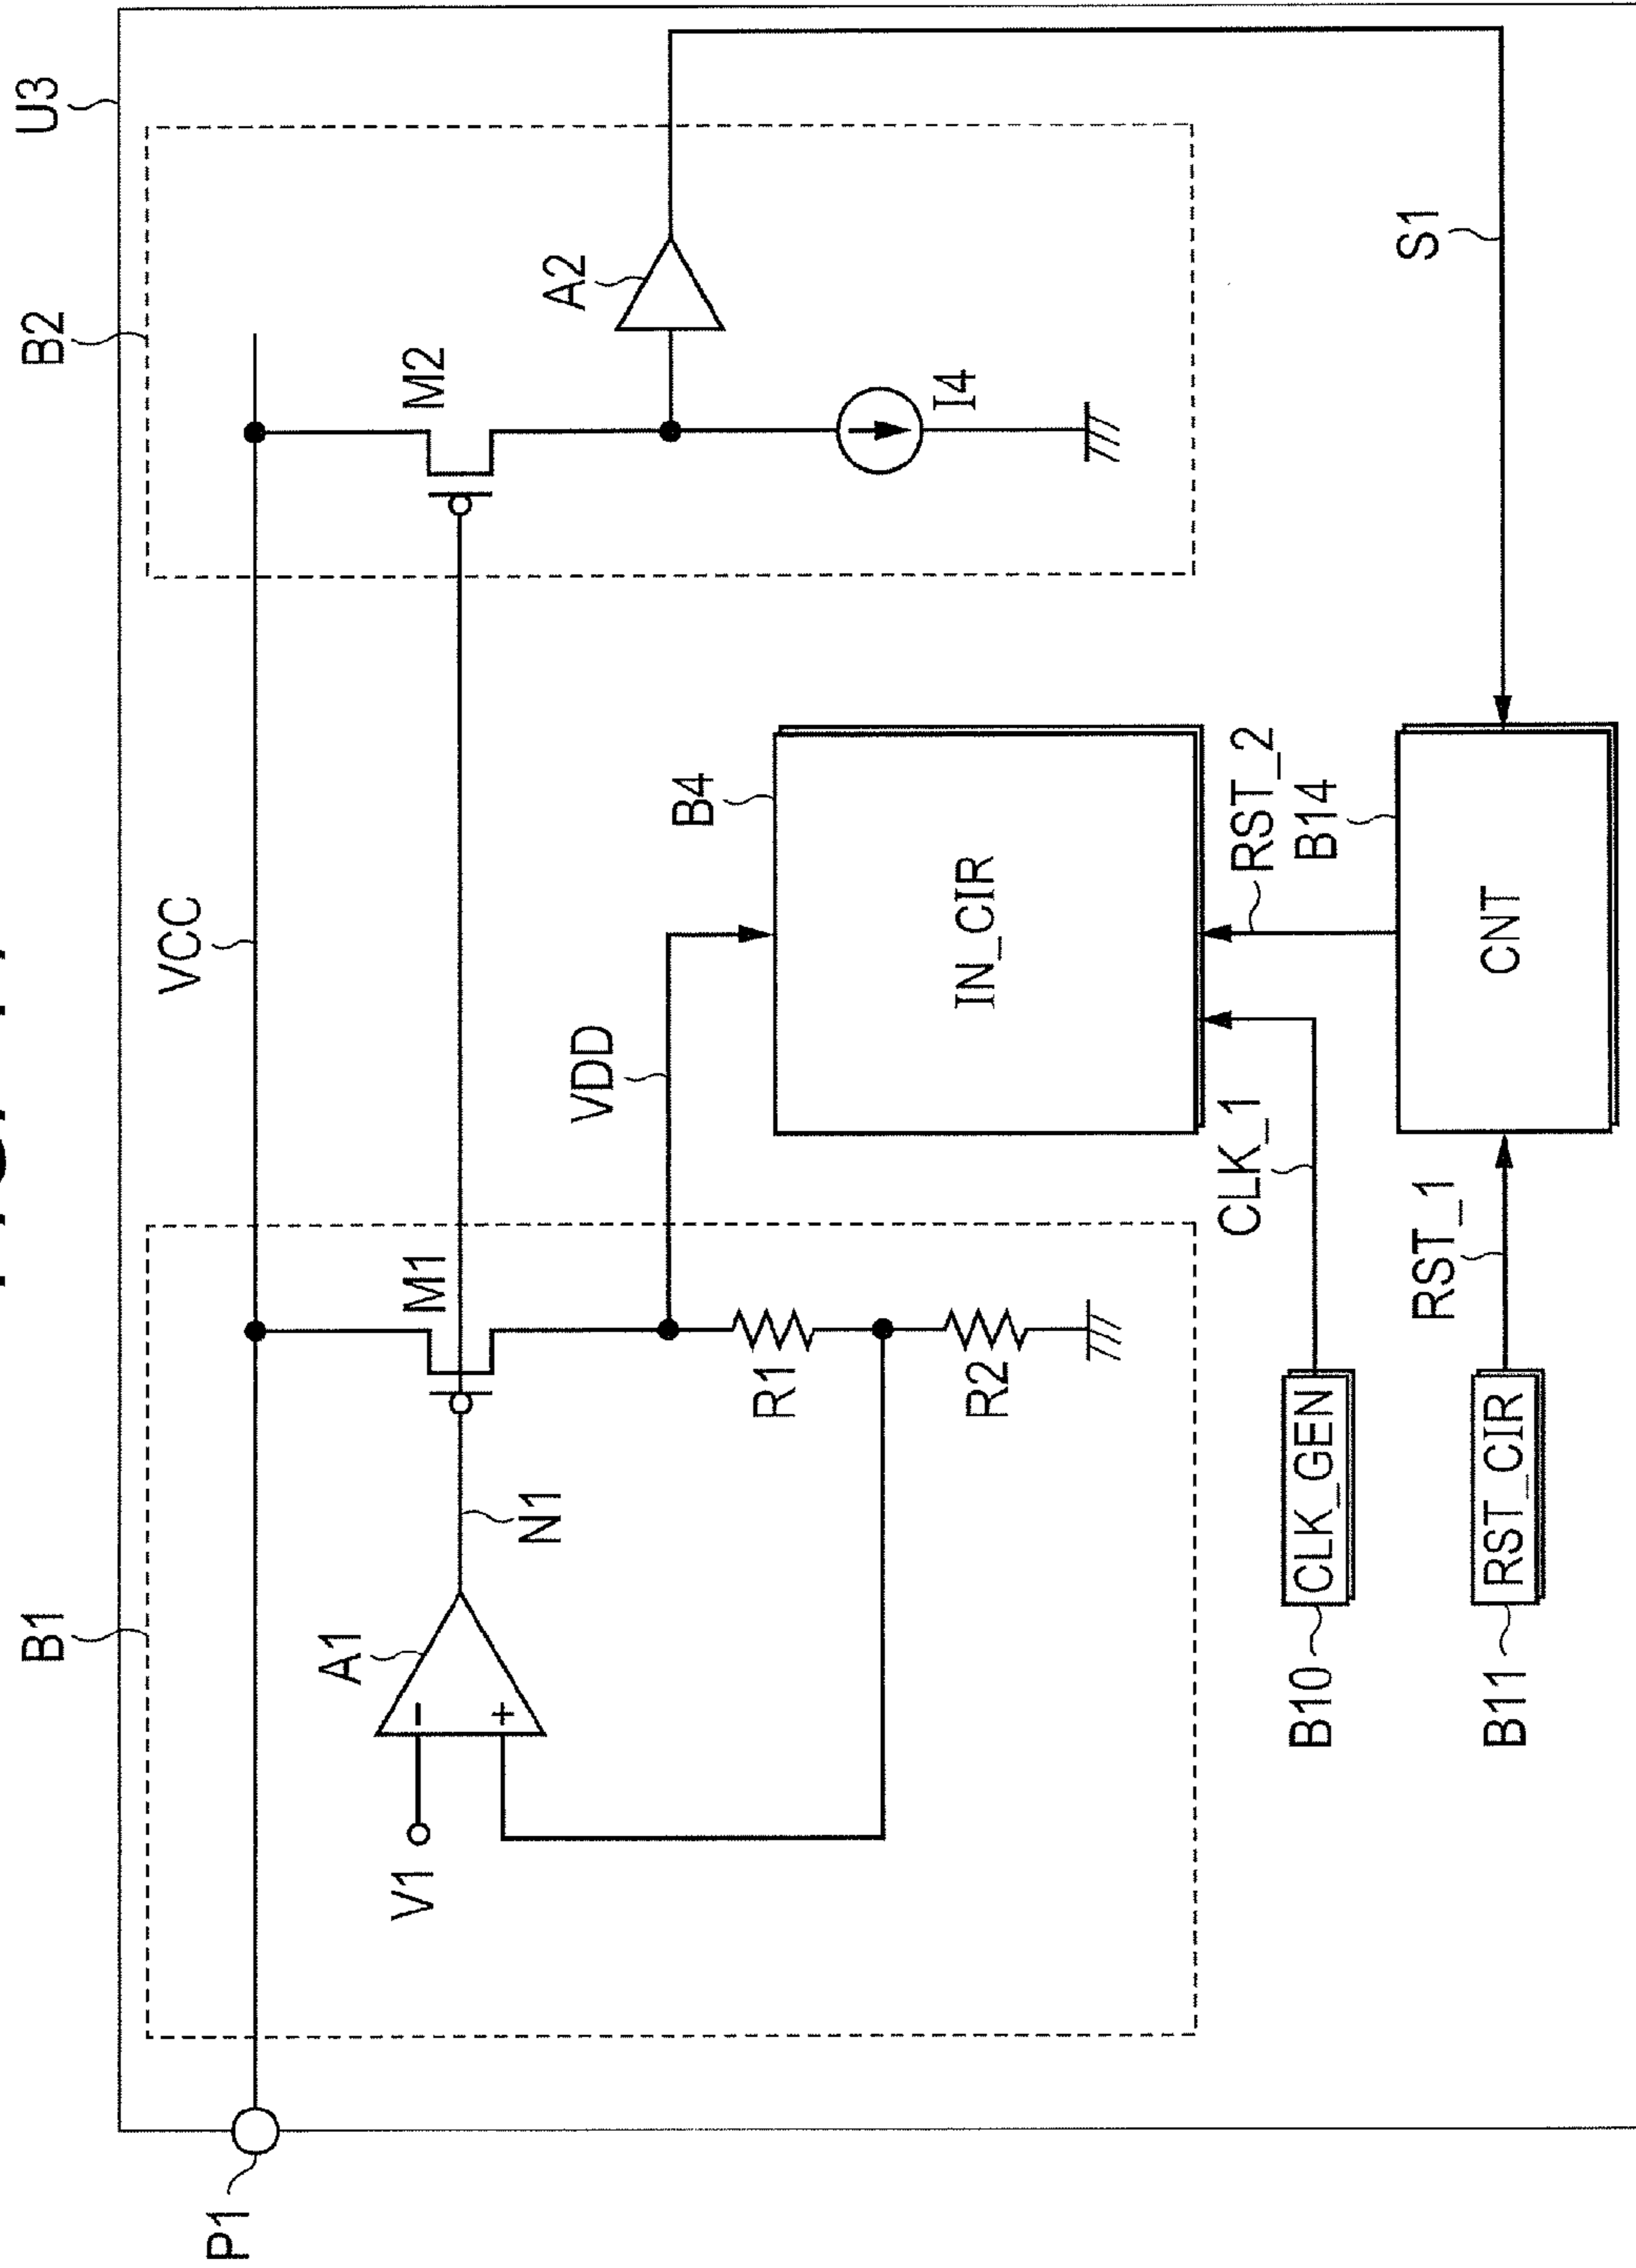 U3
B1
B2
VCC
M1
M2
A1
A2
N1
V1
VDD
R1
R2
B4
IN_CIR
I4
CLK_1
RST_2
B10
CLK_GEN
B14
CNT
S1
RST_1
B11
RST_CIR
P1
-
+